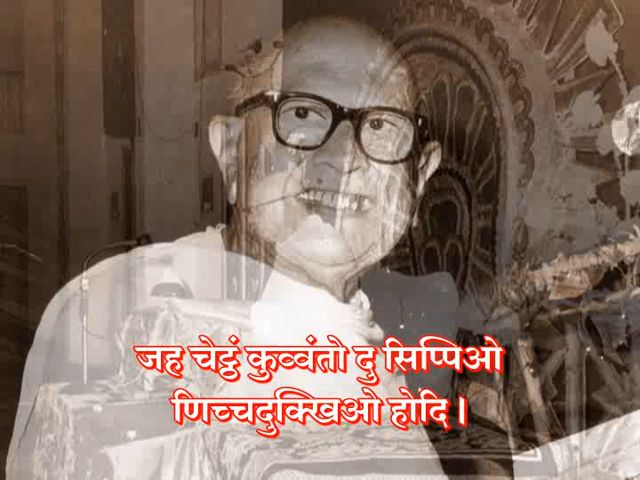 जह चेट्ठं कुव्वंतो दु सिप्पिओ
णिच्चदुक्खिओ होदि ।